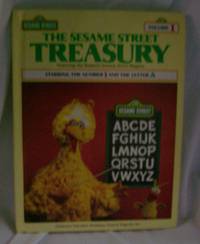 SESAME STREET
VOLUME 1
THE SESAME STREET
TREASURY
STARRING THE NUMBER 1 AND THE LETTER A
SESAME STREET
ABCDE
FGHIJK
LMNOP
QRSTU
VWXYZ